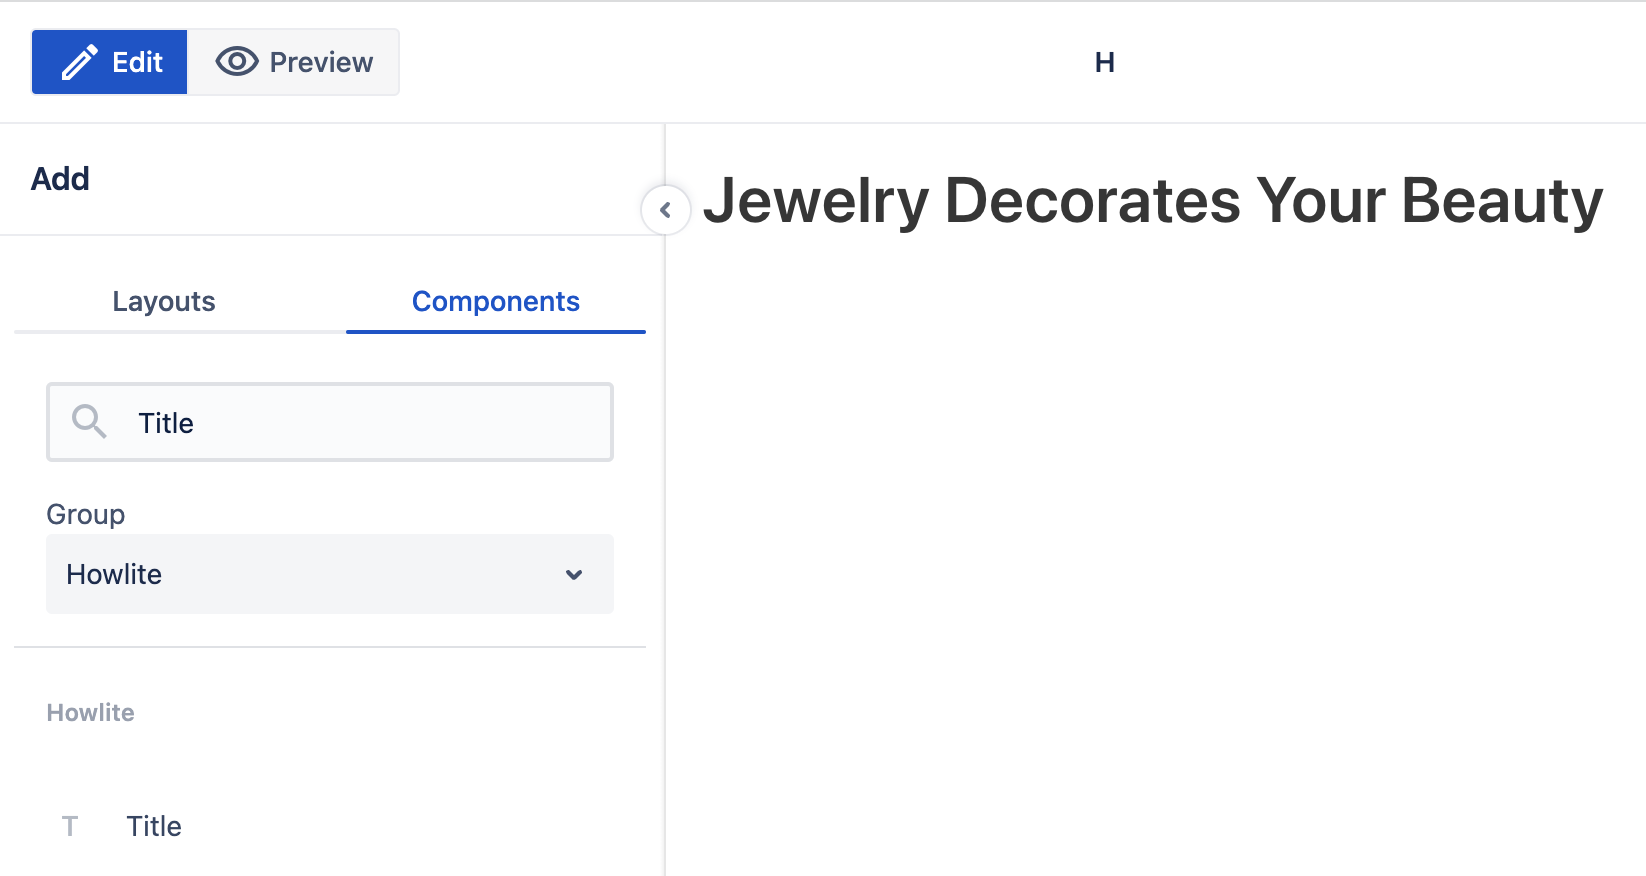 Edit
Preview
H
Add
Jewelry Decorates Your Beauty
Layouts
Components
Title
Group
Howlite
Howlite
T
Title